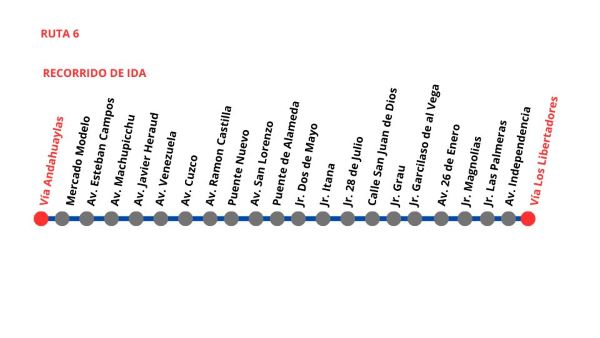 RUTA 6
RECORRIDO DE IDA
Vía Andahuaylas
Mercado Modelo
Av. Esteban Campos
Av. Machupicchu
Av. Javier Heraud
Av. Venezuela
Av. Cuzco
Av. Ramon Castilla
Puente Nuevo
Av. San Lorenzo
Puente de Alameda
Jr. Dos de Mayo
Jr. Itana
Jr. 28 de Julio
Calle San Juan de Dios
Jr. Grau
Jr. Garcilaso de al Vega
Av. 26 de Enero
Jr. Magnolias
Jr. Las Palmeras
Av. Independencia
Vía Los Libertadores